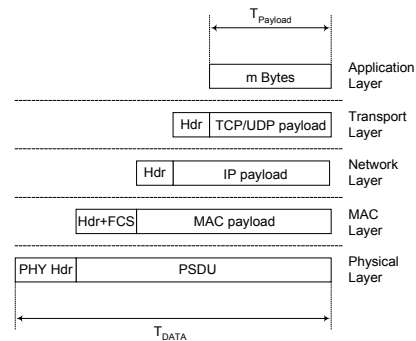 T_Payload
m Bytes
Application
Layer
Hdr
TCP/UDP payload
Transport
Layer
Hdr
IP payload
Network
Layer
Hdr+FCS
MAC payload
MAC
Layer
PHY Hdr
PSDU
Physical
Layer
T_DATA